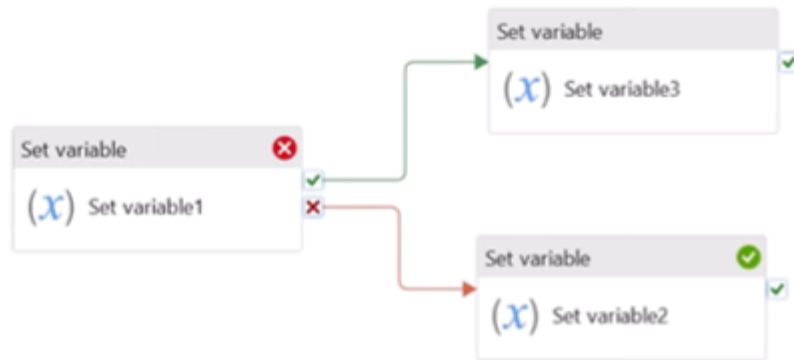 Set variable
(x) Set variable3
Set variable
(x) Set variable1
Set variable
(x) Set variable2